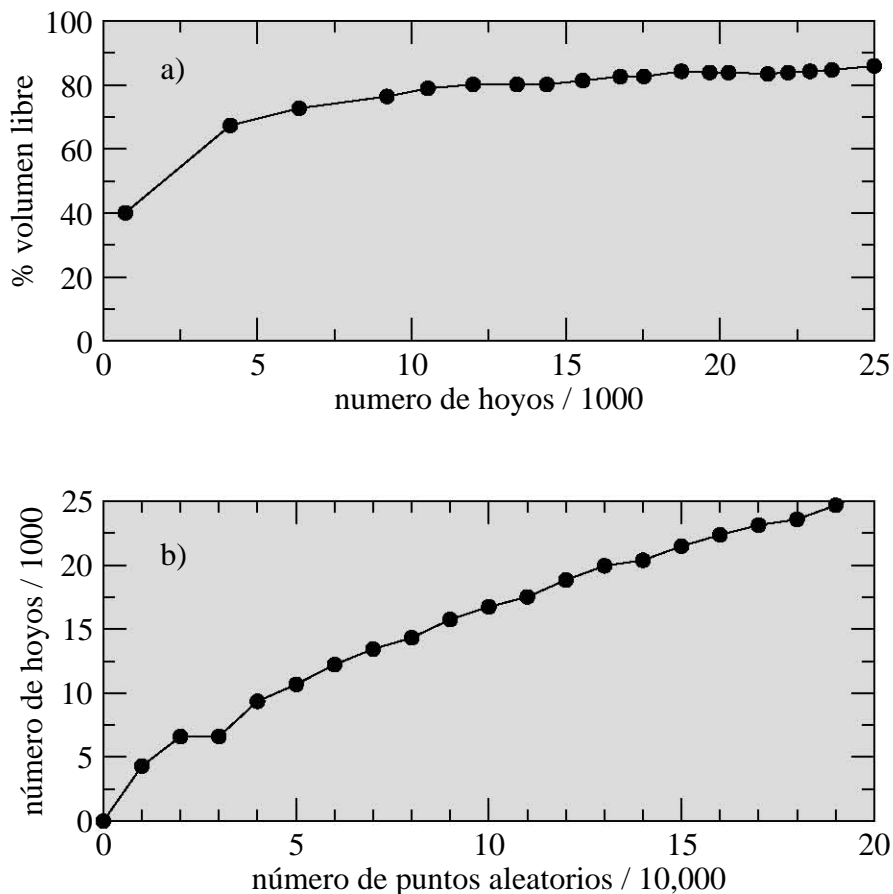 100
80
60
40
20
0
% volumen libre
a)
0 5 10 15 20 25
numero de hoyos / 1000
25
20
15
10
5
0
número de hoyos / 1000
b)
0 5 10 15 20
número de puntos aleatorios / 10,000